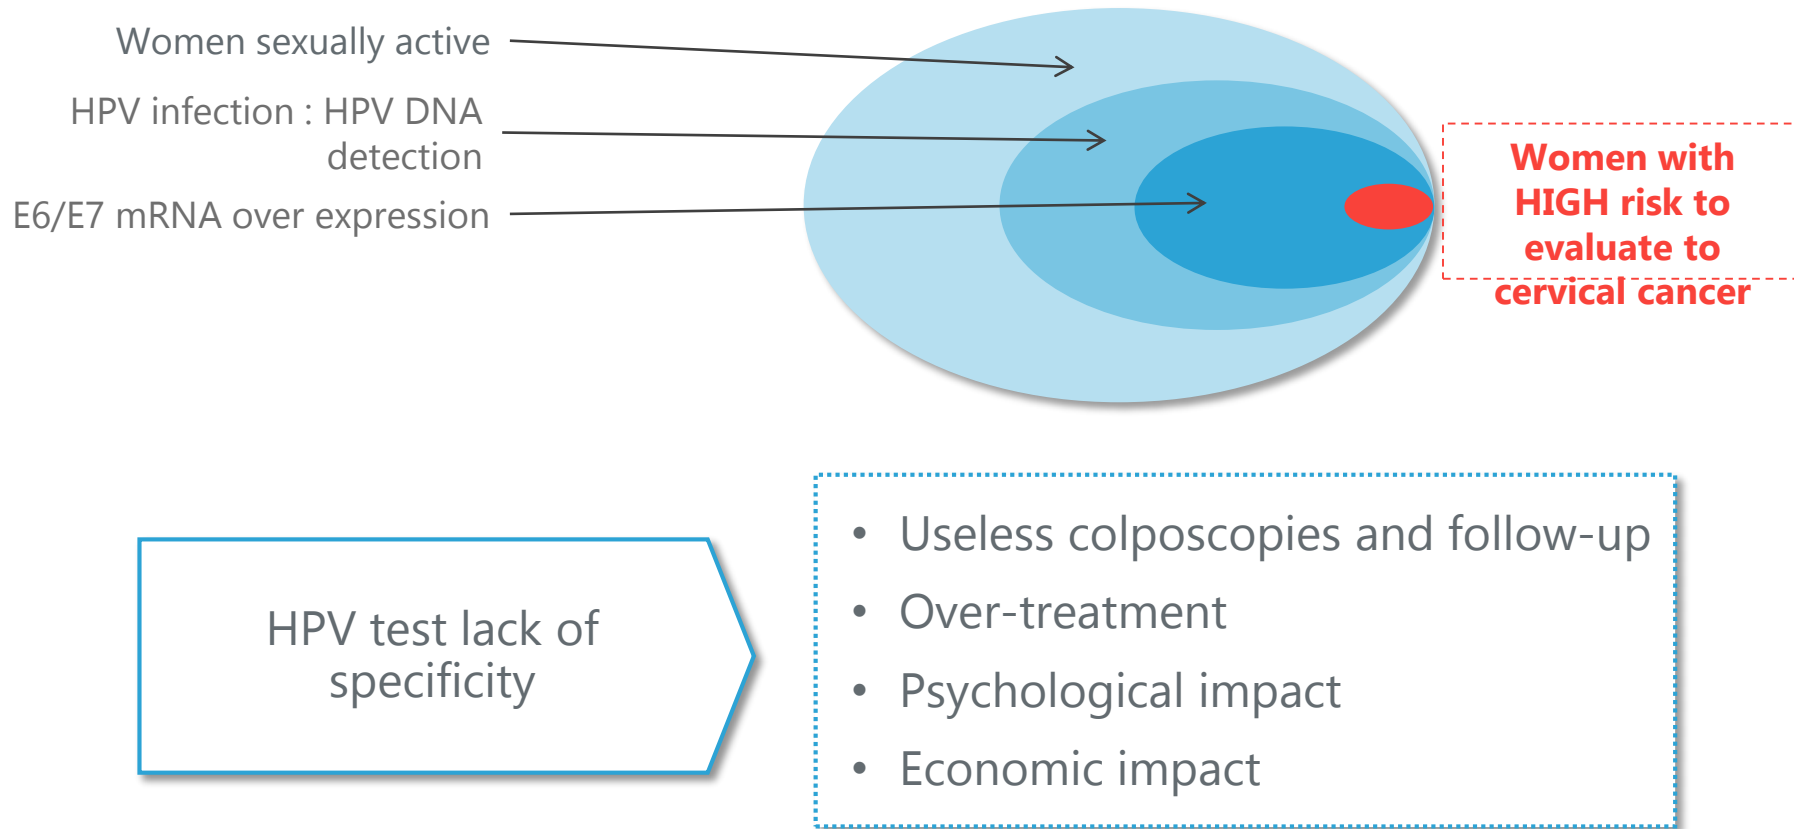 Women sexually active
HPV infection : HPV DNA
detection
E6/E7 mRNA over expression
Women with
HIGH risk to
evaluate to
cervical cancer
HPV test lack of
specificity
• Useless colposcopies and follow-up
• Over-treatment
• Psychological impact
• Economic impact